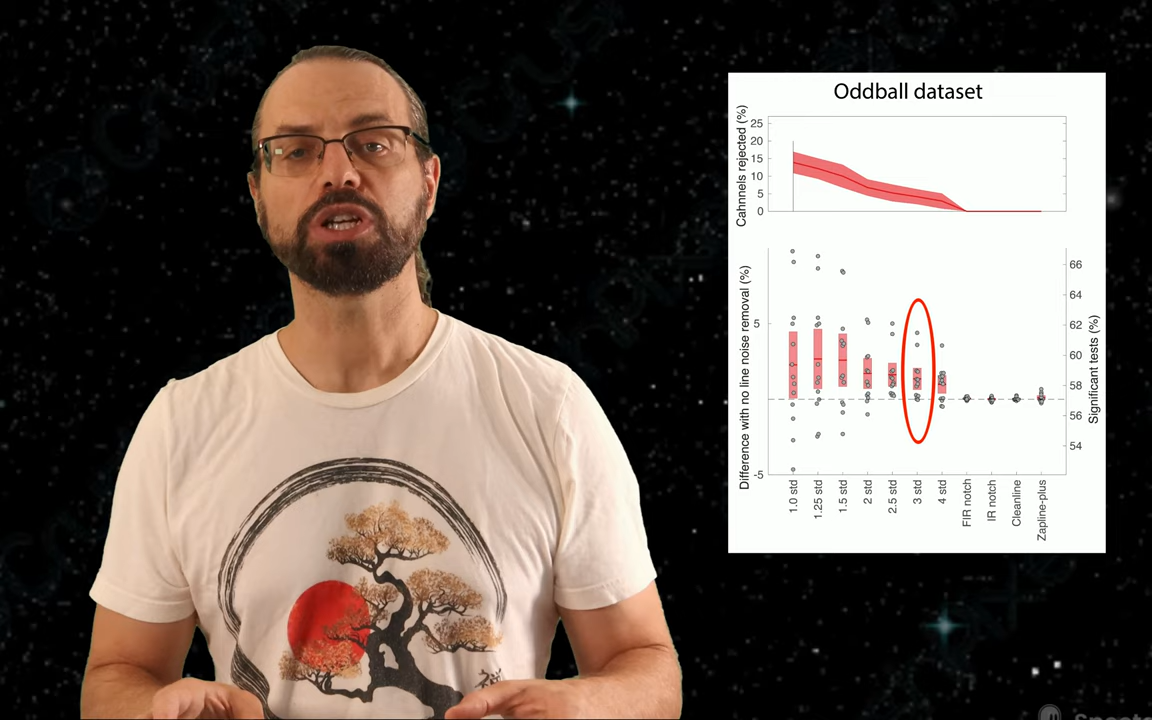 Oddball dataset
Cahnnels rejected (%)
25
20
15
10
5
0
Difference with no line noise removal (%)
5
-5
66
64
62
60
58
56
54
Significant tests (%)
1.0 std
1.25 std
1.5 std
2 std
2.5 std
3 std
4 std
FIR notch
IR notch
Cleanline
Zapline-plus